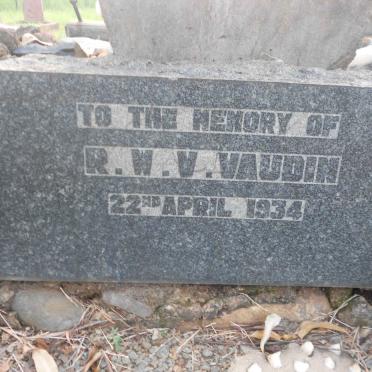 TO THE MEMORY OF
R.W.V.VAUDIN
22ND APRIL 1934